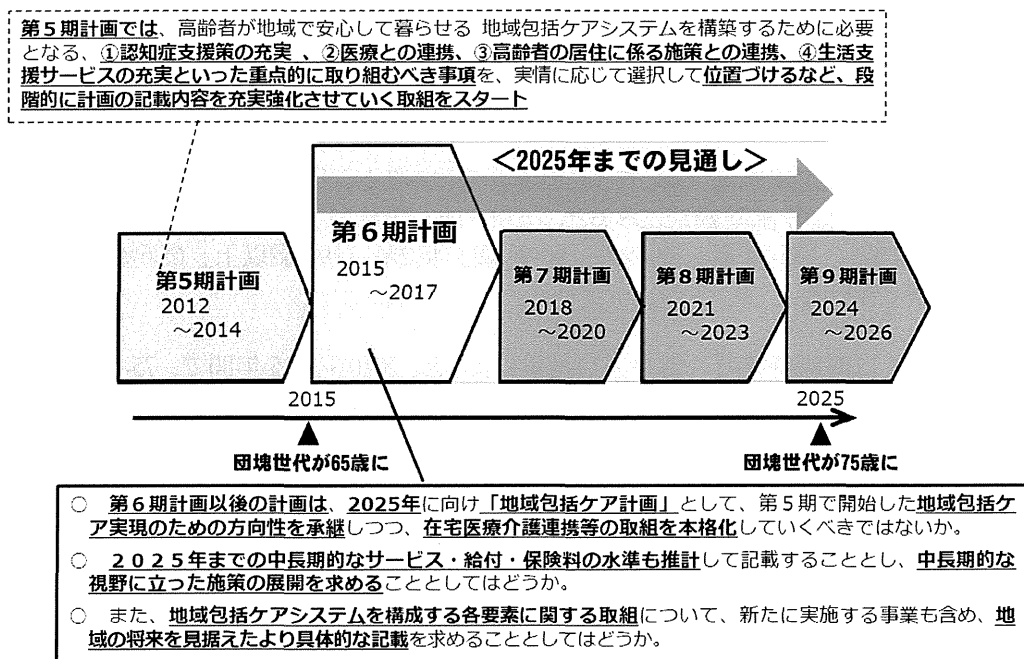 第５期計画では、高齢者が地域で安心して暮らせる 地域包括ケアシステムを構築するために必要
となる、①認知症支援策の充実 、②医療との連携、③高齢者の居住に係る施策との連携、④生活支
援サービスの充実といった重点的に取り組むべき事項を、実情に応じて選択して位置づけるなど、段
階的に計画の記載内容を充実強化させていく取組をスタート
＜2025年までの見通し＞
第5期計画
2012
～2014
第６期計画
2015
～2017
第７期計画
2018
～2020
第８期計画
2021
～2023
第９期計画
2024
～2026
2015
2025
団塊世代が65歳に
団塊世代が75歳に
○ 第６期計画以後の計画は、2025年に向け「地域包括ケア計画」として、第５期で開始した地域包括ケ
ア実現のための方向性を承継しつつ、在宅医療介護連携等の取組を本格化していくべきではないか。
○ ２０２５年までの中長期的なサービス・給付・保険料の水準も推計して記載することとし、中長期的な
視野に立った施策の展開を求めることとしてはどうか。
○ また、地域包括ケアシステムを構成する各要素に関する取組について、新たに実施する事業も含め、地
域の将来を見据えたより具体的な記載を求めることとしてはどうか。